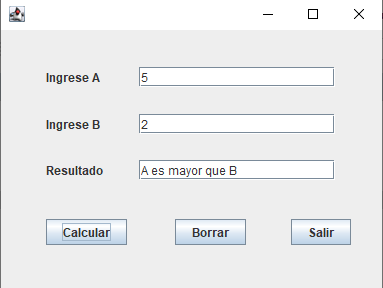 Ingrese A 5
Ingrese B 2
Resultado A es mayor que B
Calcular Borrar Salir